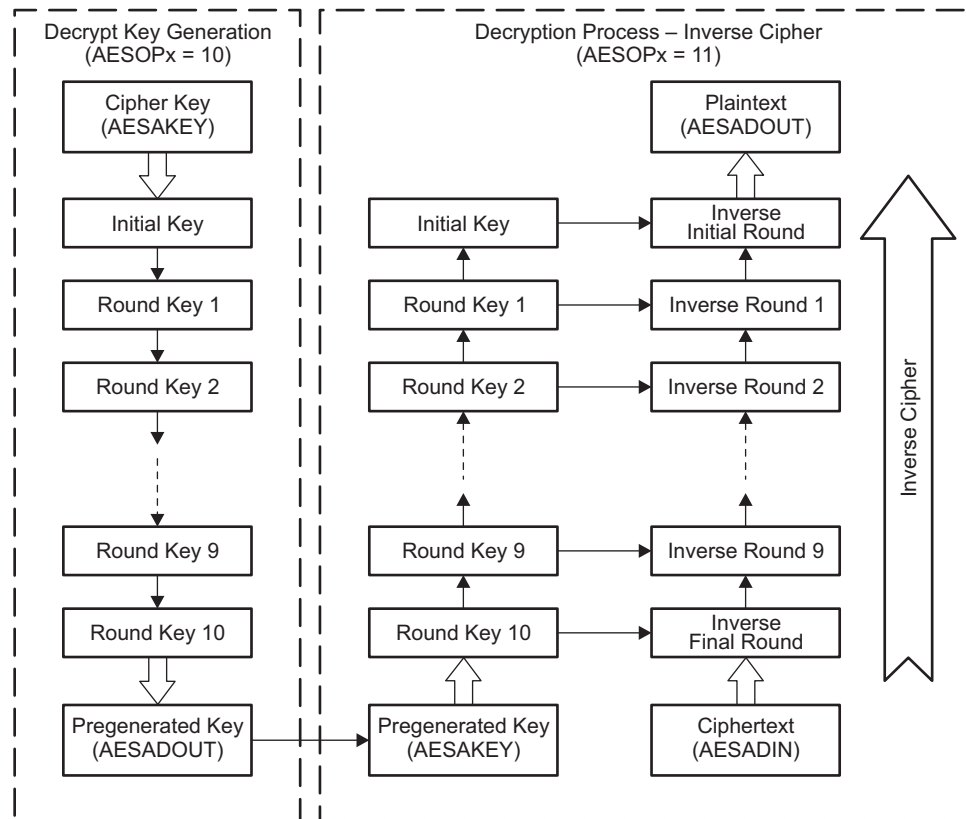 Decrypt Key Generation
(AESOPx = 10)
Cipher Key
(AESAKEY)
Initial Key
Round Key 1
Round Key 2
Round Key 9
Round Key 10
Pregenerated Key
(AESADOUT)
Decryption Process – Inverse Cipher
(AESOPx = 11)
Initial Key
Round Key 1
Round Key 2
Round Key 9
Round Key 10
Pregenerated Key
(AESAKEY)
Plaintext
(AESADOUT)
Inverse
Initial Round
Inverse Round 1
Inverse Round 2
Inverse Round 9
Inverse
Final Round
Ciphertext
(AESADIN)
Inverse Cipher